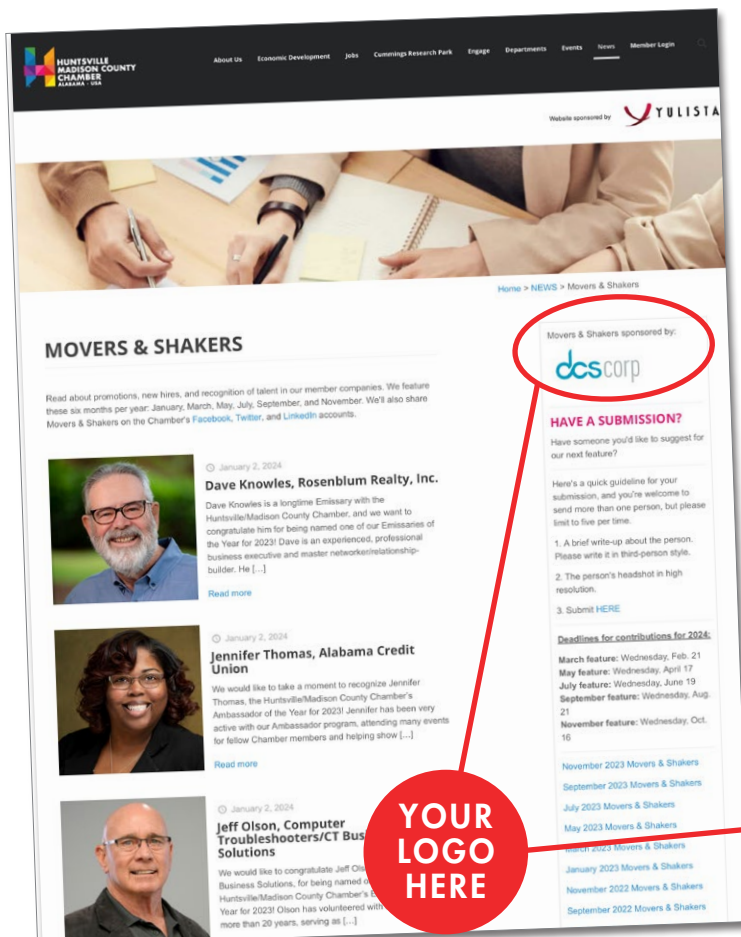 HUNTSVILLE
MADISON COUNTY
CHAMBER
ALABAMA - USA
About Us Economic Development Jobs Cummings Research Park Engage Departments Events News Member Login
Website sponsored by YULISTA
Home > NEWS > Movers & Shakers
MOVERS & SHAKERS
Read about promotions, new hires, and recognition of talent in our member companies. We feature
these six months per year: January, March, May, July, September, and November. We'll also share
Movers & Shakers on the Chamber's Facebook, Twitter, and LinkedIn accounts.
January 2, 2024
Dave Knowles, Rosenblum Realty, Inc.
Dave Knowles is a longtime Emissary with the
Huntsville/Madison County Chamber, and we want to
congratulate him for being named one of our Emissaries of
the Year for 2023! Dave is an experienced, professional
business executive and master networker/relationship-
builder. He […]
Read more
January 2, 2024
Jennifer Thomas, Alabama Credit
Union
We would like to take a moment to recognize Jennifer
Thomas, the Huntsville/Madison County Chamber's
Ambassador of the Year for 2023! Jennifer has been very
active with our Ambassador program, attending many events
for fellow Chamber members and helping show […]
Read more
January 2, 2024
Jeff Olson, Computer
Troubleshooters/CT Bus
Solutions
We would like to congratulate Jeff Ols
Business Solutions, for being named o
Huntsville/Madison County Chamber's E
Year for 2023! Olson has volunteered with
more than 20 years, serving as […]
Movers & Shakers sponsored by:
dcscorp
HAVE A SUBMISSION?
Have someone you'd like to suggest for
our next feature?
Here's a quick guideline for your
submission, and you're welcome to
send more than one person, but please
limit to five per time.
1. A brief write-up about the person.
Please write it in third-person style.
2. The person's headshot in high
resolution.
3. Submit HERE
Deadlines for contributions for 2024:
March feature: Wednesday, Feb. 21
May feature: Wednesday, April 17
July feature: Wednesday, June 19
September feature: Wednesday, Aug.
21
November feature: Wednesday, Oct.
16
November 2023 Movers & Shakers
September 2023 Movers & Shakers
July 2023 Movers & Shakers
May 2023 Movers & Shakers
March 2023 Movers & Shakers
January 2023 Movers & Shakers
November 2022 Movers & Shakers
September 2022 Movers & Shakers
YOUR
LOGO
HERE